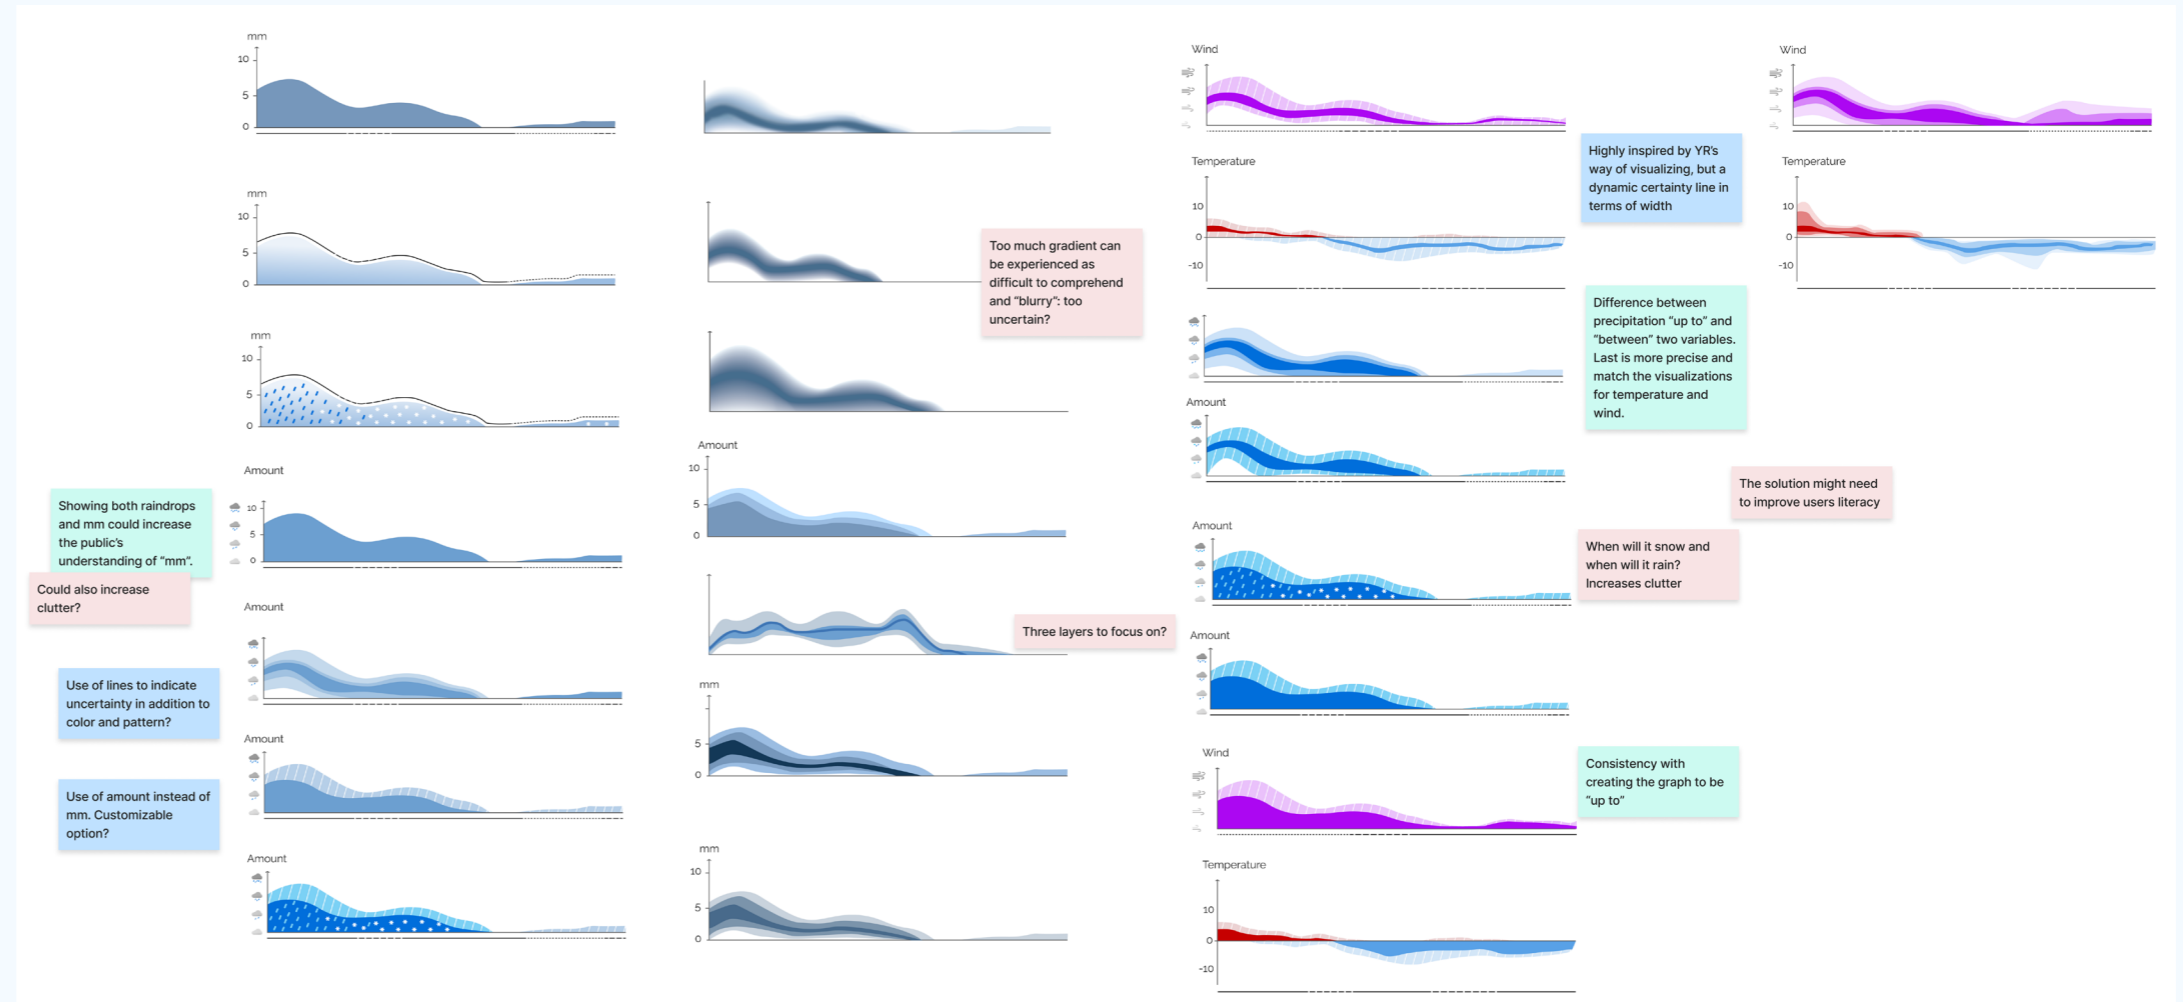 mm
10
5
0
mm
10
5
0
mm
10
5
0
Amount
10
5
0
Showing both raindrops
and mm could increase
the public's
understanding of "mm".
Could also increase
clutter?
Amount
Use of lines to indicate
uncertainty in addition to
color and pattern?
Amount
Use of amount instead of
mm. Customizable
option?
Amount
Too much gradient can
be experienced as
difficult to comprehend
and "blurry": too
uncertain?
Amount
10
5
0
Three layers to focus on?
mm
5
0
mm
10
5
0
Wind
Temperature
10
0
-10
Amount
Amount
Amount
Wind
Temperature
10
0
-10
Highly inspired by YR's
way of visualizing, but a
dynamic certainty line in
terms of width
Difference between
precipitation "up to" and
"between" two variables.
Last is more precise and
match the visualizations
for temperature and
wind.
The solution might need
to improve users literacy
When will it snow and
when will it rain?
Increases clutter
Consistency with
creating the graph to be
"up to"
Wind
Temperature
10
0
-10